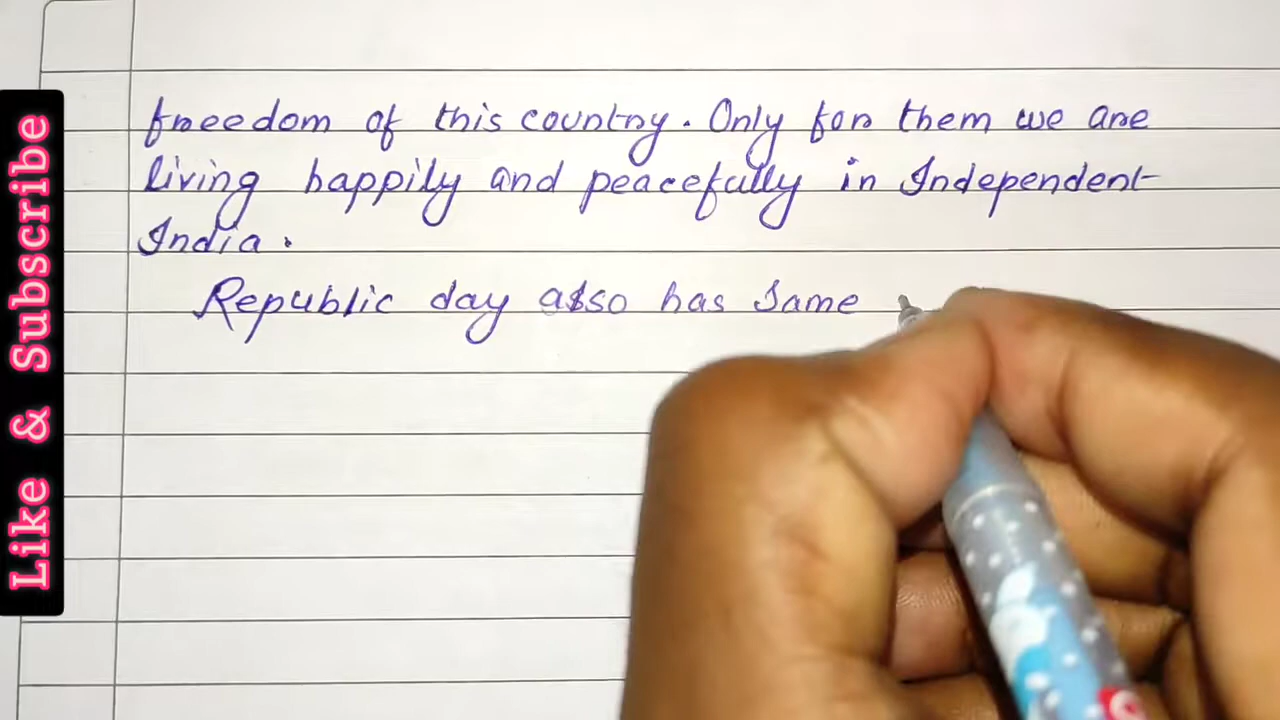 freedom of this country. Only for them we are
living happily and peacefully in Independent
India.
Republic day also has same
Like & Subscribe